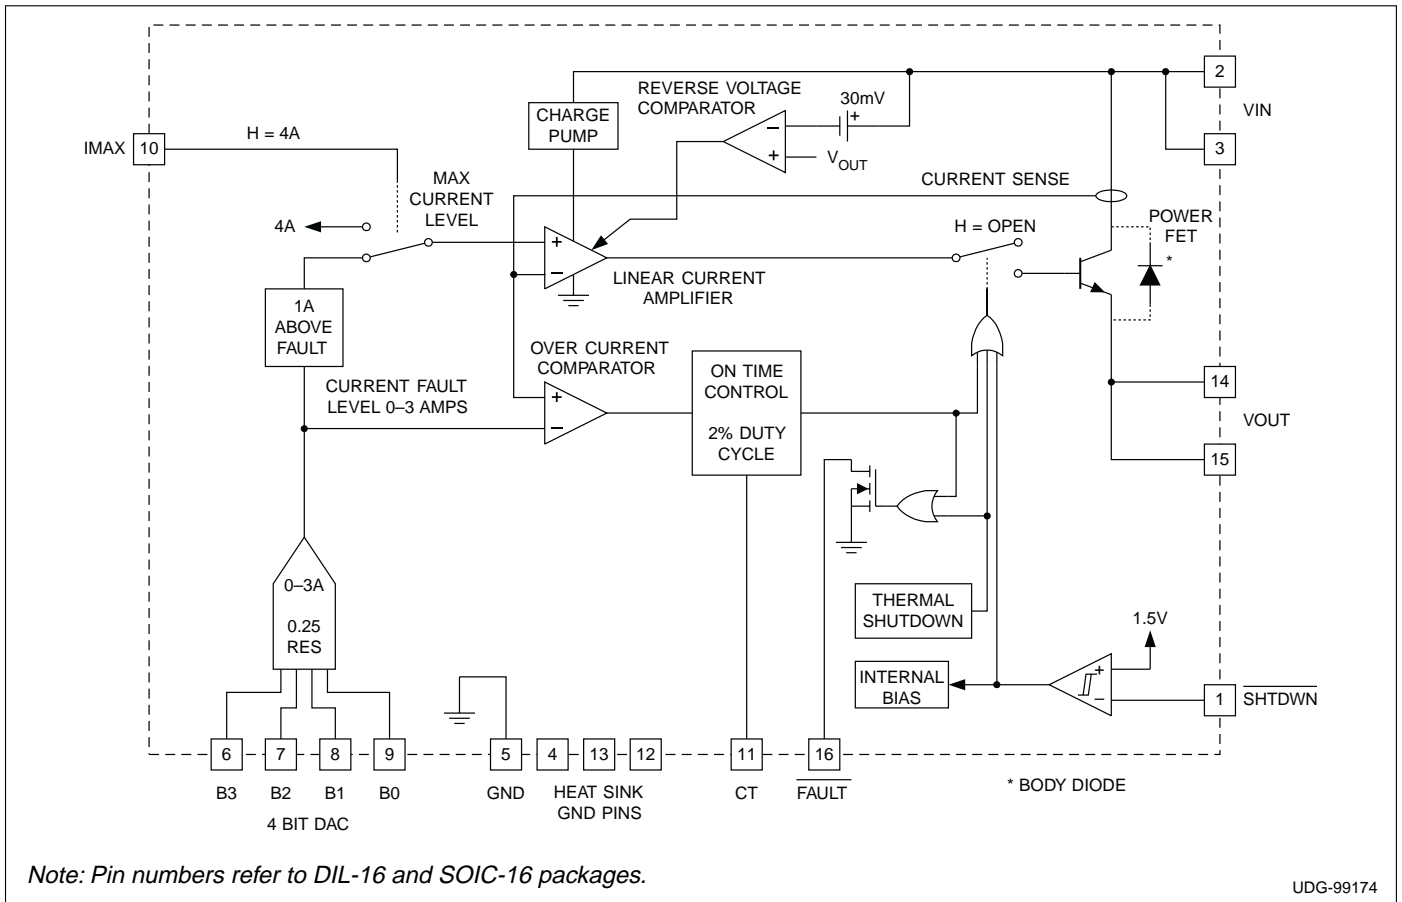 REVERSE VOLTAGE
COMPARATOR
30mV
+
−
+
VOUT
CHARGE
PUMP
2
VIN
3
IMAX
10
H = 4A
MAX
CURRENT
LEVEL
4A
CURRENT SENSE
H = OPEN
POWER
FET
*
+
−
LINEAR CURRENT
AMPLIFIER
1A
ABOVE
FAULT
OVER CURRENT
COMPARATOR
CURRENT FAULT
LEVEL 0–3 AMPS
+
−
ON TIME
CONTROL
2% DUTY
CYCLE
14
VOUT
15
0–3A
0.25
RES
THERMAL
SHUTDOWN
INTERNAL
BIAS
1.5V
+
−
1
SHTDWN
6
7
8
9
5
4
13
12
11
16
B3
B2
B1
B0
GND
HEAT SINK
GND PINS
CT
FAULT
* BODY DIODE
4 BIT DAC
Note: Pin numbers refer to DIL-16 and SOIC-16 packages.
UDG-99174